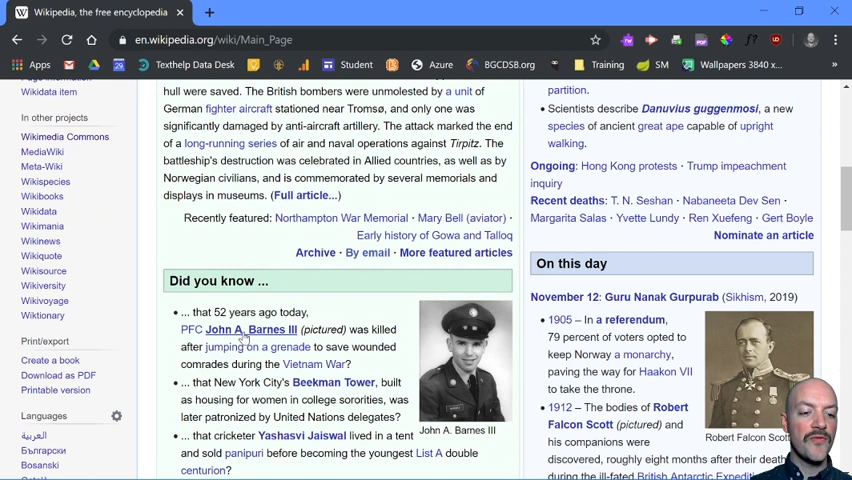 Wikipedia, the free encyclopedia
en.wikipedia.org/wiki/Main_Page
Apps
Texthelp Data Desk
Student
Azure
BGCDSB.org
Training
SM
Wallpapers 3840 x...
Page information
Wikidata item
In other projects
Wikimedia Commons
MediaWiki
Meta-Wiki
Wikispecies
Wikibooks
Wikidata
Wikimania
Wikinews
Wikiquote
Wikisource
Wikiversity
Wikivoyage
Wiktionary
Print/export
Create a book
Download as PDF
Printable version
Languages
العربية
Български
Bosanski
hull were saved. The British bombers were unmolested by a unit of
German fighter aircraft stationed near Tromsø, and only one was
significantly damaged by anti-aircraft artillery. The attack marked the end
of a long-running series of air and naval operations against Tirpitz. The
battleship's destruction was celebrated in Allied countries, as well as by
Norwegian civilians, and is commemorated by several memorials and
displays in museums. (Full article...)
Recently featured: Northampton War Memorial · Mary Bell (aviator) ·
Early history of Gowa and Talloq
Archive · By email · More featured articles
Did you know ...
... that 52 years ago today,
PFC John A. Barnes III (pictured) was killed
after jumping on a grenade to save wounded
comrades during the Vietnam War?
... that New York City's Beekman Tower, built
as housing for women in college sororities, was
later patronized by United Nations delegates?
... that cricketer Yashasvi Jaiswal lived in a tent
and sold panipuri before becoming the youngest List A double
centurion?
John A. Barnes III
partition.
Scientists describe Danuvius guggenmosi, a new
species of ancient great ape capable of upright
walking.
Ongoing: Hong Kong protests · Trump impeachment
inquiry
Recent deaths: T. N. Seshan · Nabaneeta Dev Sen ·
Margarita Salas · Yvette Lundy · Ren Xuefeng · Gert Boyle
Nominate an article
On this day
November 12: Guru Nanak Gurpurab (Sikhism, 2019)
1905 – In a referendum,
79 percent of voters opted to
keep Norway a monarchy,
paving the way for Haakon VII
to take the throne.
1912 – The bodies of Robert
Falcon Scott (pictured) and
his companions were
discovered, roughly eight months after their death
during the ill-fated British Antarctic Expediti
Robert Falcon Scott